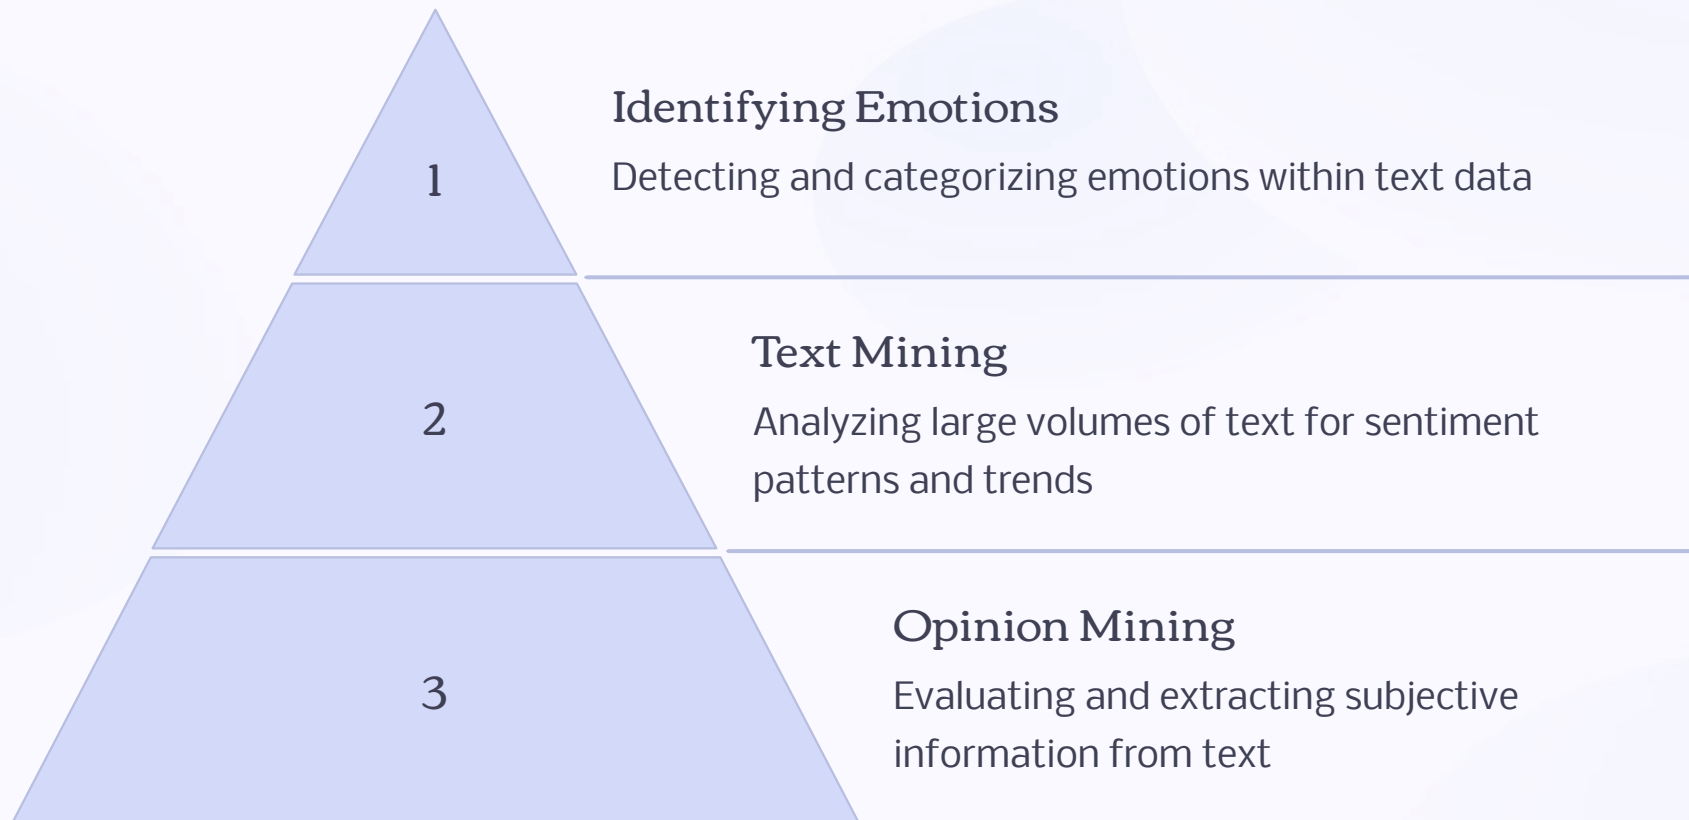 1
Identifying Emotions
Detecting and categorizing emotions within text data
2
Text Mining
Analyzing large volumes of text for sentiment
patterns and trends
3
Opinion Mining
Evaluating and extracting subjective
information from text